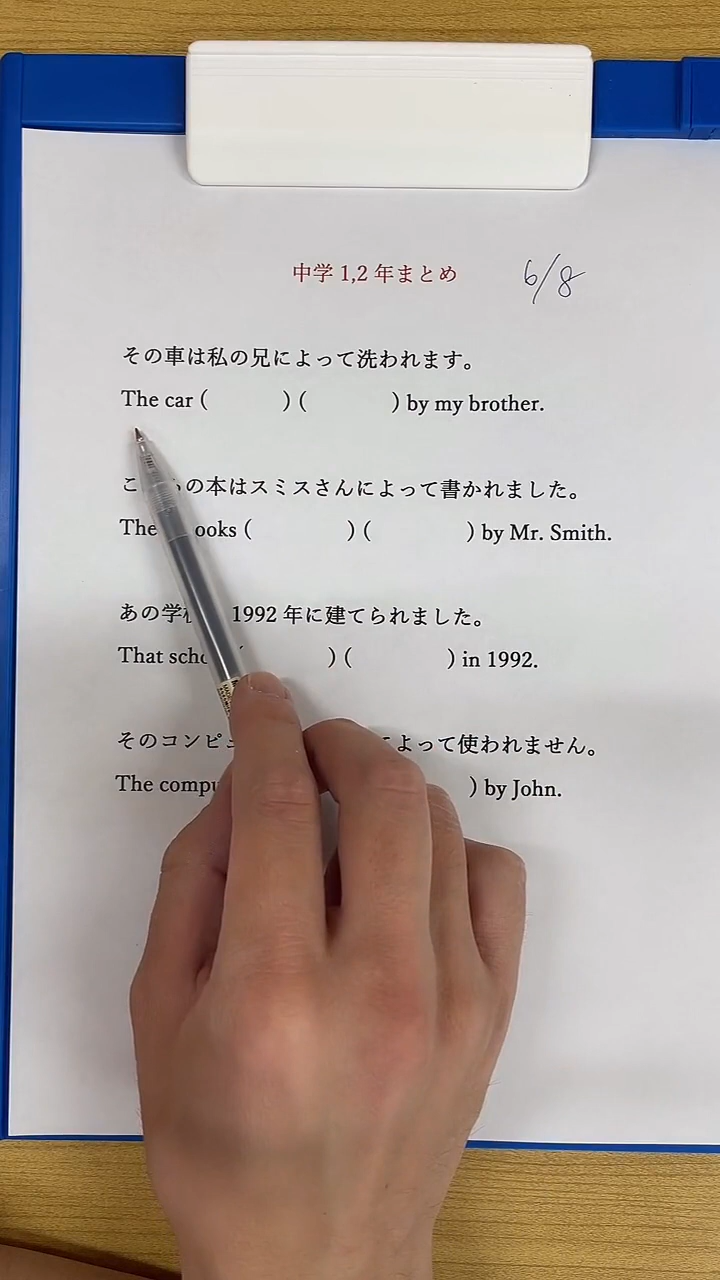 中学 1,2 年まとめ 6/8
その車は私の兄によって洗われます。
The car ( ) ( ) by my brother.
こ の本はスミスさんによって書かれました。
The ooks ( ) ( ) by Mr. Smith.
あの学 1992 年に建てられました。
That scho ( ) ( ) in 1992.
そのコンピ によって使われません。
The compu ) by John.